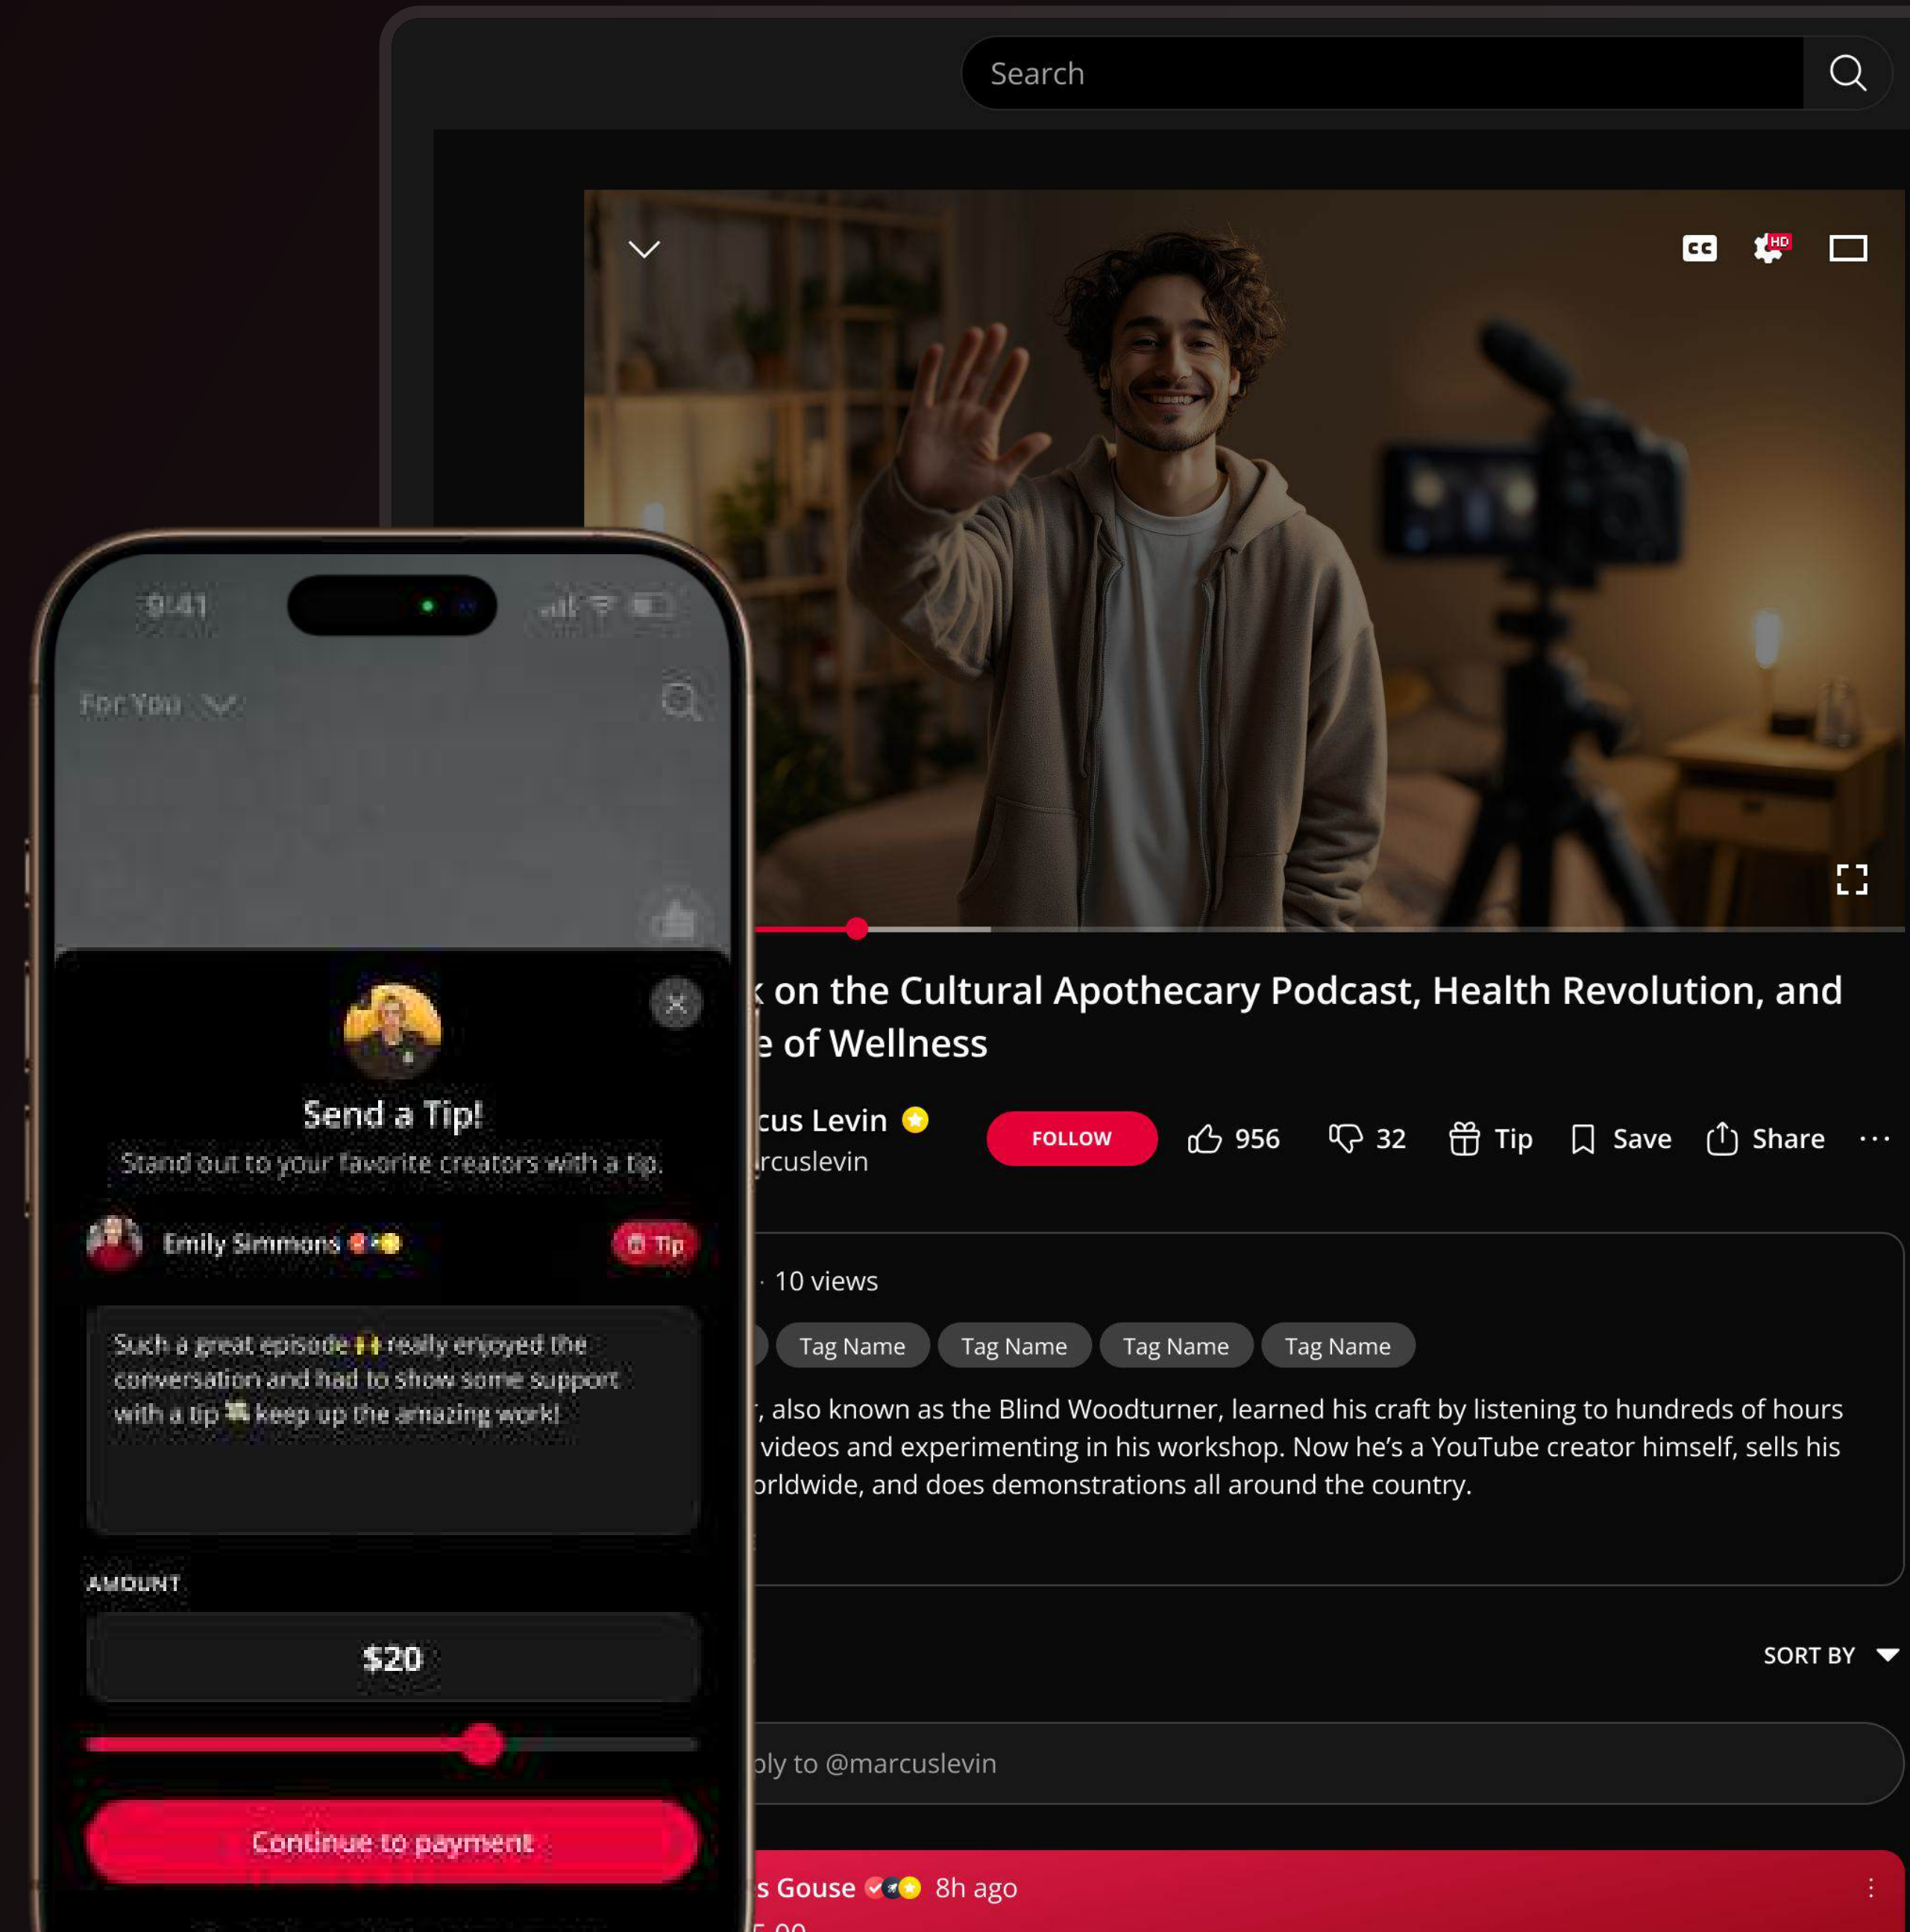 Search
CC
HD
9:41
For You
Send a Tip!
Stand out to your favorite creators with a tip.
Emily Simmons
Tip
Such a great episode 🙌 really enjoyed the
conversation and had to show some support
with a tip 💸 keep up the amazing work!
AMOUNT
$20
Continue to payment
on the Cultural Apothecary Podcast, Health Revolution, and
of Wellness
cus Levin
rcuslevin
FOLLOW
956
32
Tip
Save
Share
· 10 views
Tag Name
Tag Name
Tag Name
Tag Name
, also known as the Blind Woodturner, learned his craft by listening to hundreds of hours
videos and experimenting in his workshop. Now he’s a YouTube creator himself, sells his
orldwide, and does demonstrations all around the country.
SORT BY
ply to @marcuslevin
s Gouse 8h ago